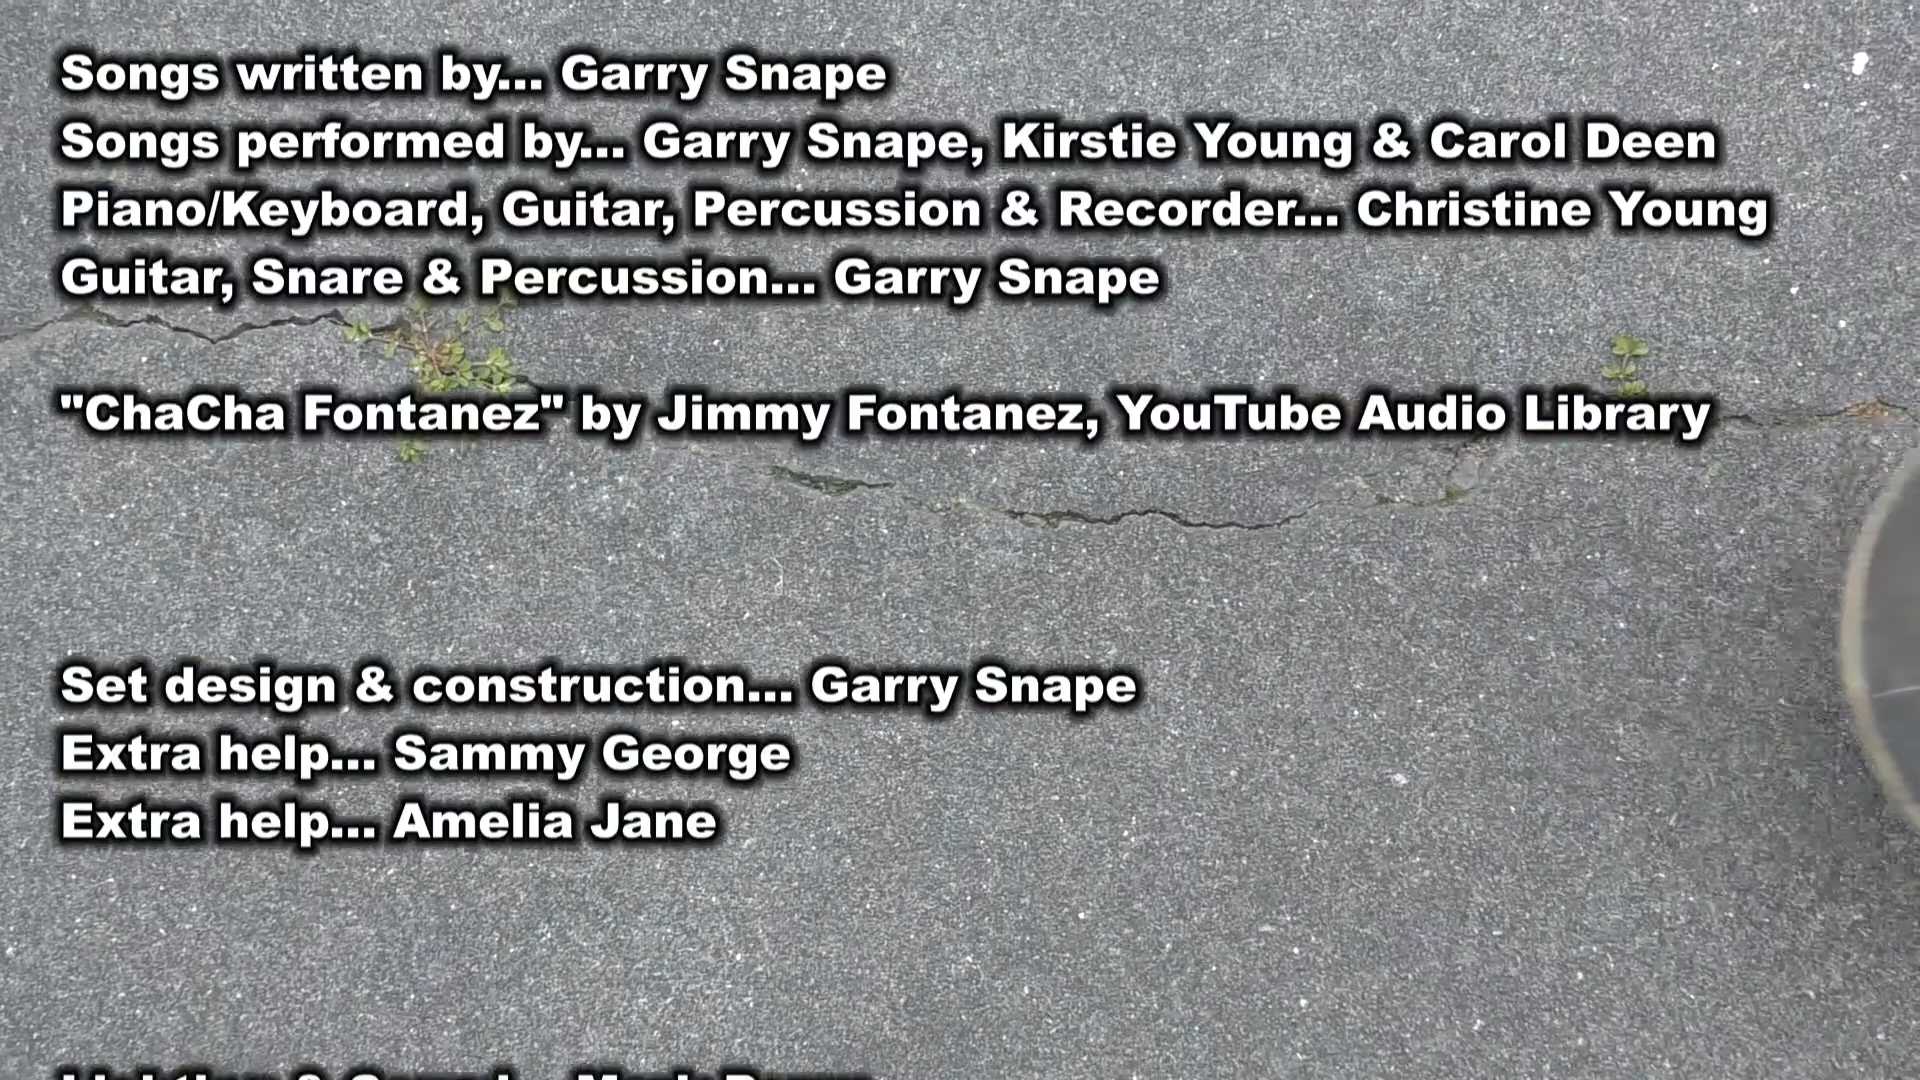 Songs written by... Garry Snape
Songs performed by... Garry Snape, Kirstie Young & Carol Deen
Piano/Keyboard, Guitar, Percussion & Recorder... Christine Young
Guitar, Snare & Percussion... Garry Snape
"ChaCha Fontanez" by Jimmy Fontanez, YouTube Audio Library
Set design & construction... Garry Snape
Extra help... Sammy George
Extra help... Amelia Jane